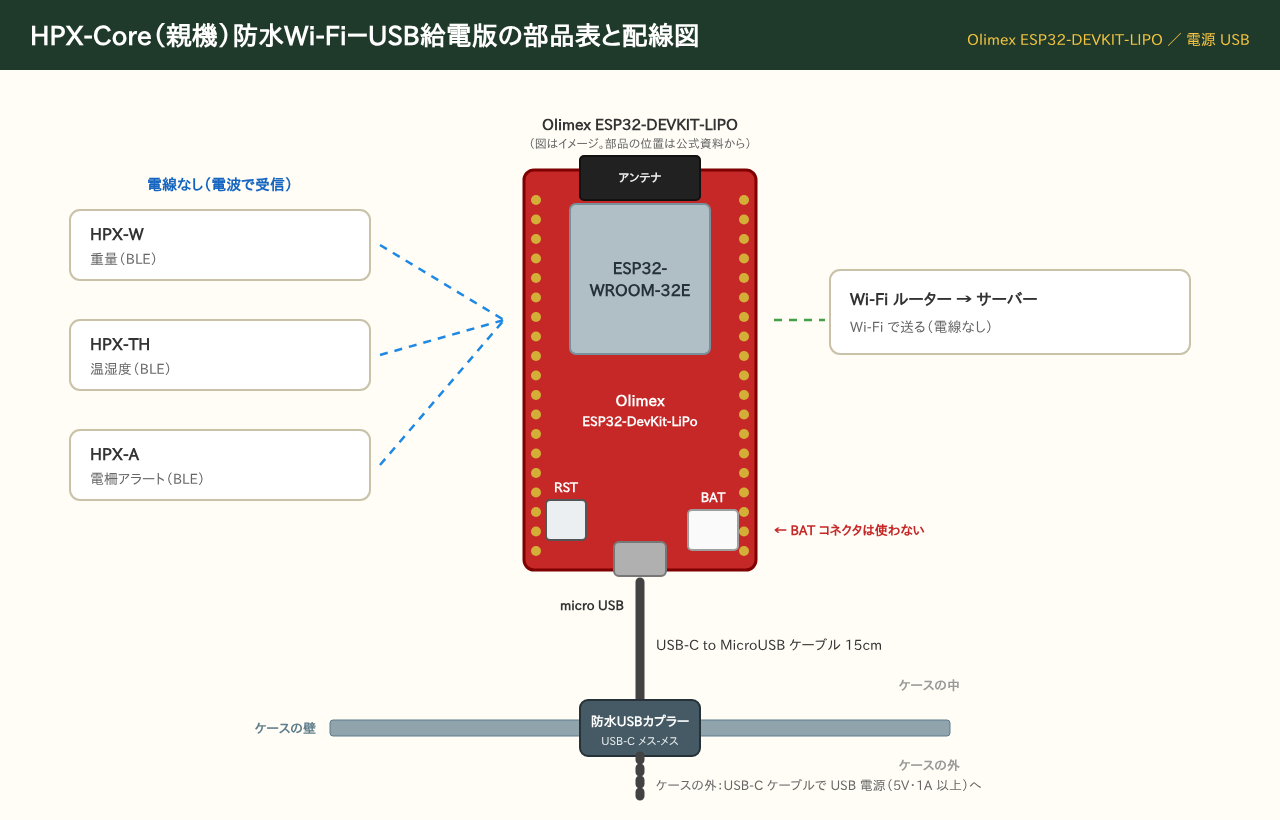 HPX-Core（親機）防水Wi-Fi－USB給電版の部品表と配線図
Olimex ESP32-DEVKIT-LIPO ／ 電源 USB
Olimex ESP32-DEVKIT-LIPO
（図はイメージ。部品の位置は公式資料から）
アンテナ
電線なし（電波で受信）
HPX-W
重量（BLE）
HPX-TH
温湿度（BLE）
HPX-A
電柵アラート（BLE）
ESP32-
WROOM-32E
Wi-Fi ルーター → サーバー
Wi-Fi で送る（電線なし）
Olimex
ESP32-DevKit-LiPo
RST
BAT
← BAT コネクタは使わない
micro USB
USB-C to MicroUSB ケーブル 15cm
ケースの中
ケースの壁
防水USBカプラー
USB-C メス-メス
ケースの外
ケースの外：USB-C ケーブルで USB 電源（5V・1A 以上）へ